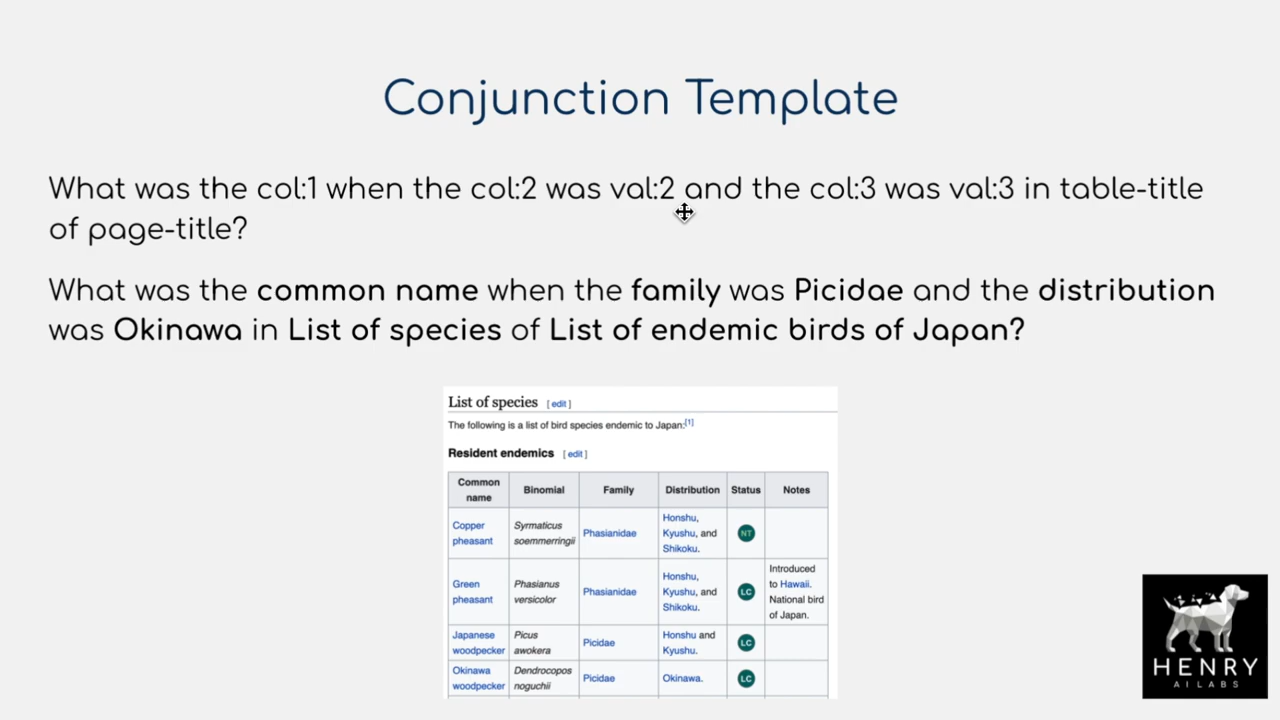 Conjunction Template
What was the col:1 when the col:2 was val:2 and the col:3 was val:3 in table-title
of page-title?
What was the common name when the family was Picidae and the distribution
was Okinawa in List of species of List of endemic birds of Japan?
List of species [ edit ]
The following is a list of bird species endemic to Japan:[1]
Resident endemics [ edit ]
Common
name
Binomial
Family
Distribution
Status
Notes
Copper
pheasant
Syrmaticus
soemmerringii
Phasianidae
Honshu,
Kyushu, and
Shikoku.
NT
Green
pheasant
Phasianus
versicolor
Phasianidae
Honshu,
Kyushu, and
Shikoku.
LC
Introduced
to Hawaii.
National bird
of Japan.
Japanese
woodpecker
Picus
awokera
Picidae
Honshu and
Kyushu.
LC
Okinawa
woodpecker
Dendrocopos
noguchii
Picidae
Okinawa.
LC
HENRY
AI LABS